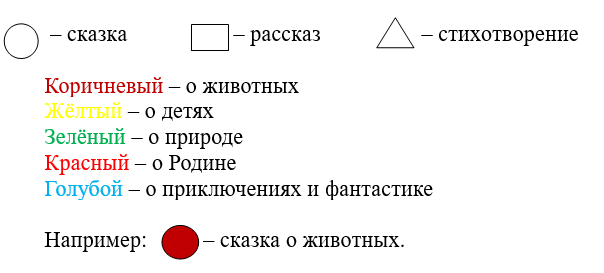 – сказка – рассказ – стихотворение
Коричневый – о животных
Жёлтый – о детях
Зелёный – о природе
Красный – о Родине
Голубой – о приключениях и фантастике
Например: – сказка о животных.